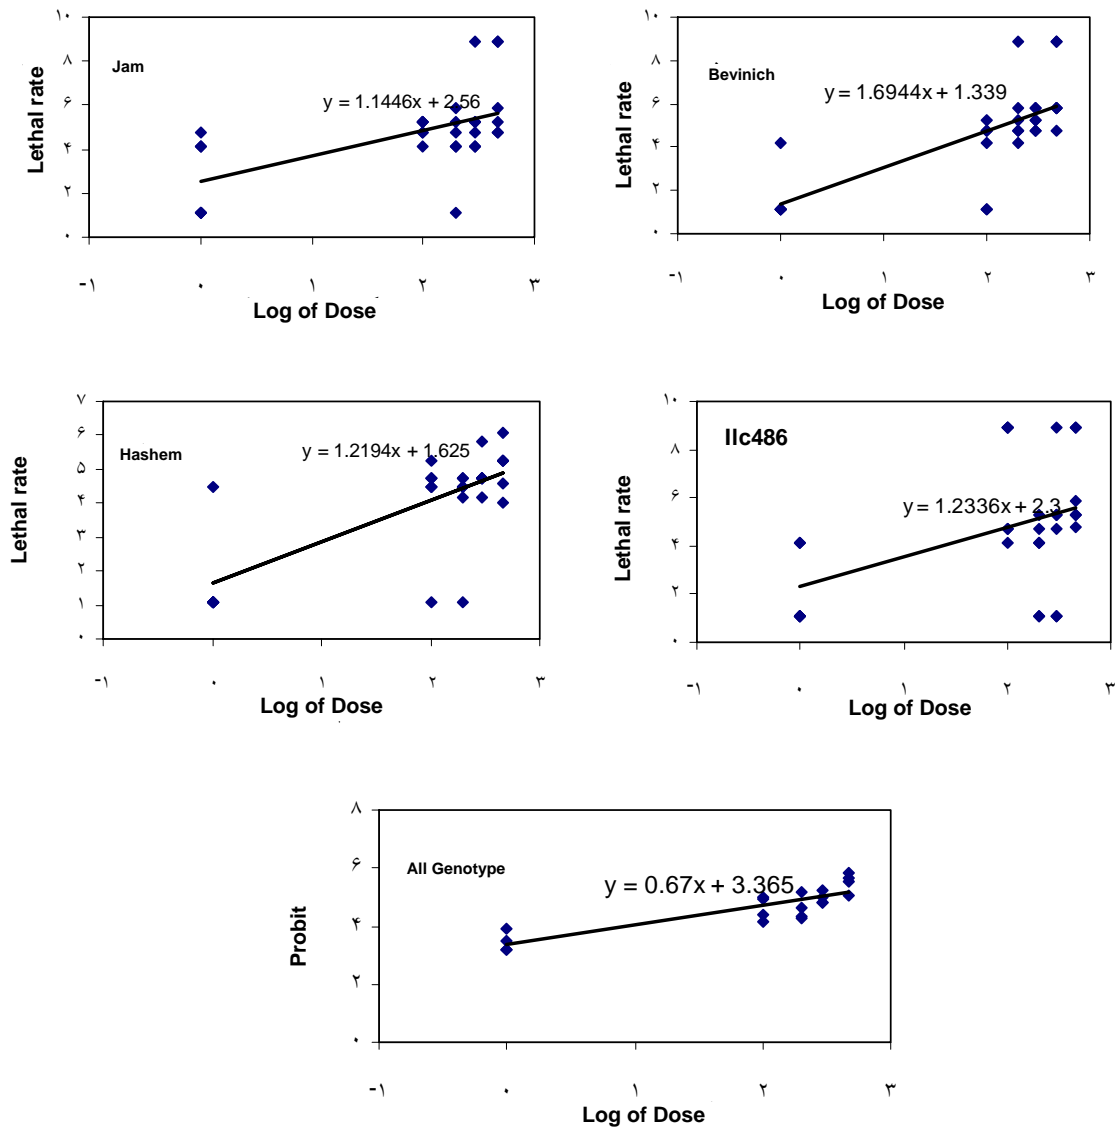 Jam
y = 1.1446x + 2.56
Lethal rate
۱۰
۸
۶
۴
۲
۰
-۱
۰
۱
۲
۳
Log of Dose
Bevinich
y = 1.6944x + 1.339
Lethal rate
۱۰
۸
۶
۴
۲
۰
-۱
۰
۱
۲
۳
Log of Dose
Hashem
y = 1.2194x + 1.625
Lethal rate
۷
۶
۵
۴
۳
۲
۱
۰
-۱
۰
۱
۲
۳
Log of Dose
Ilc486
y = 1.2336x + 2.3
Lethal rate
۱۰
۸
۶
۴
۲
۰
-۱
۰
۱
۲
۳
Log of Dose
All Genotype
y = 0.67x + 3.365
Probit
۸
۶
۴
۲
۰
-۱
۰
۱
۲
۳
Log of Dose